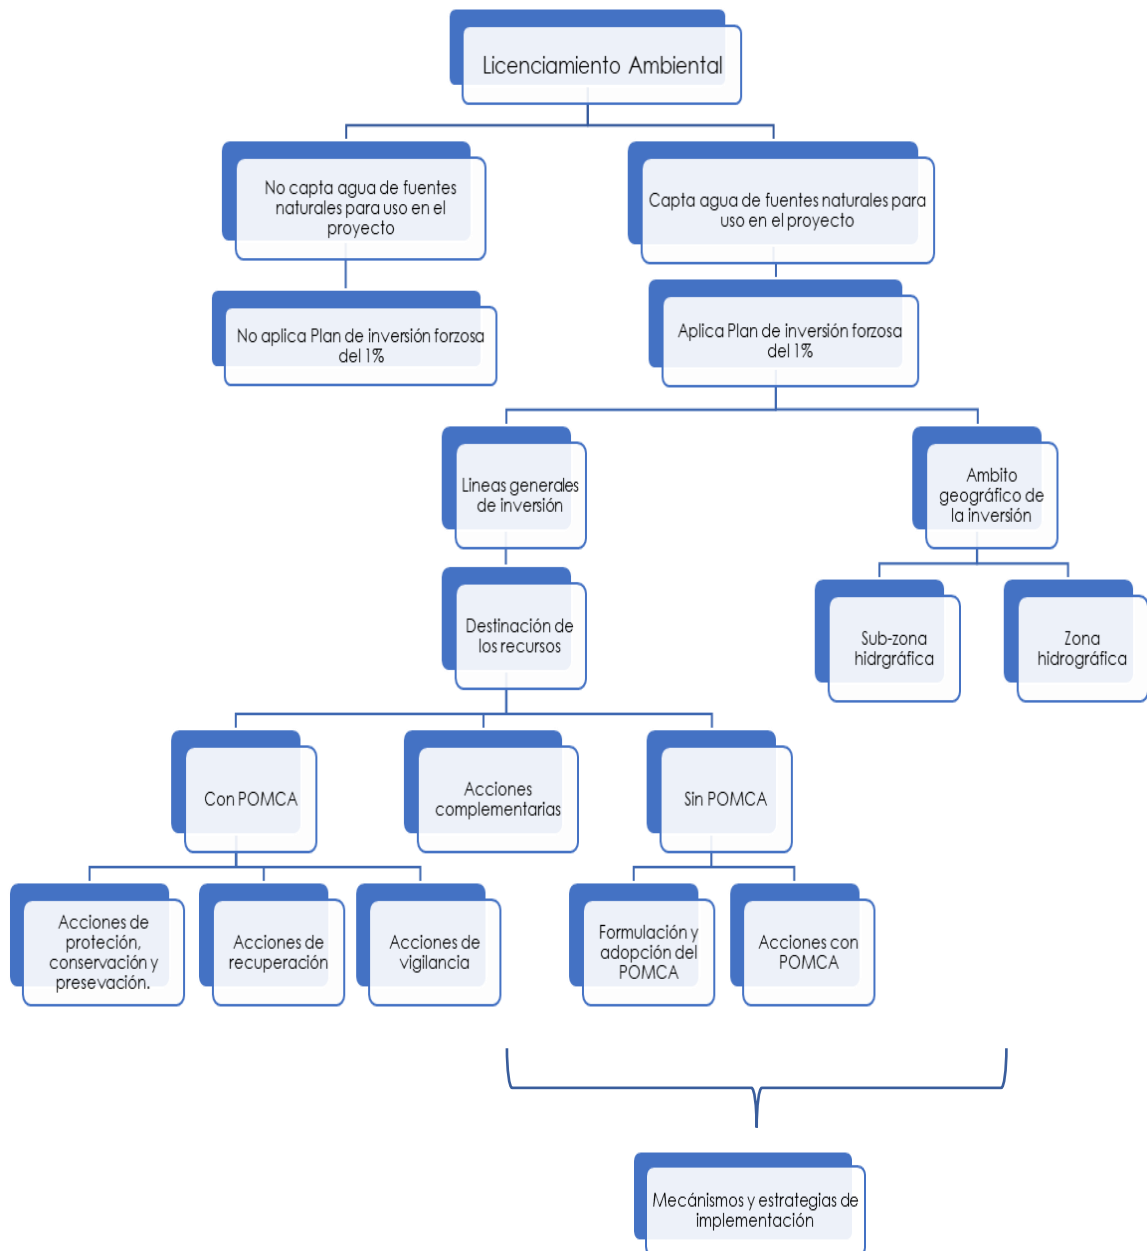 Licenciamiento Ambiental
No capta agua de fuentes
naturales para uso en el
proyecto
Capta agua de fuentes naturales para
uso en el proyecto
No aplica Plan de inversión forzosa
del 1%
Aplica Plan de inversión forzosa
del 1%
Lineas generales
de inversión
Ambito
geográfico de
la inversión
Destinación de
los recursos
Sub-zona
hidrgráfica
Zona
hidrográfica
Con POMCA
Acciones
complementarias
Sin POMCA
Acciones de
proteción,
conservación y
presevación.
Acciones de
recuperación
Acciones de
vigilancia
Formulación y
adopción del
POMCA
Acciones con
POMCA
Mecánismos y estrategias de
implementación